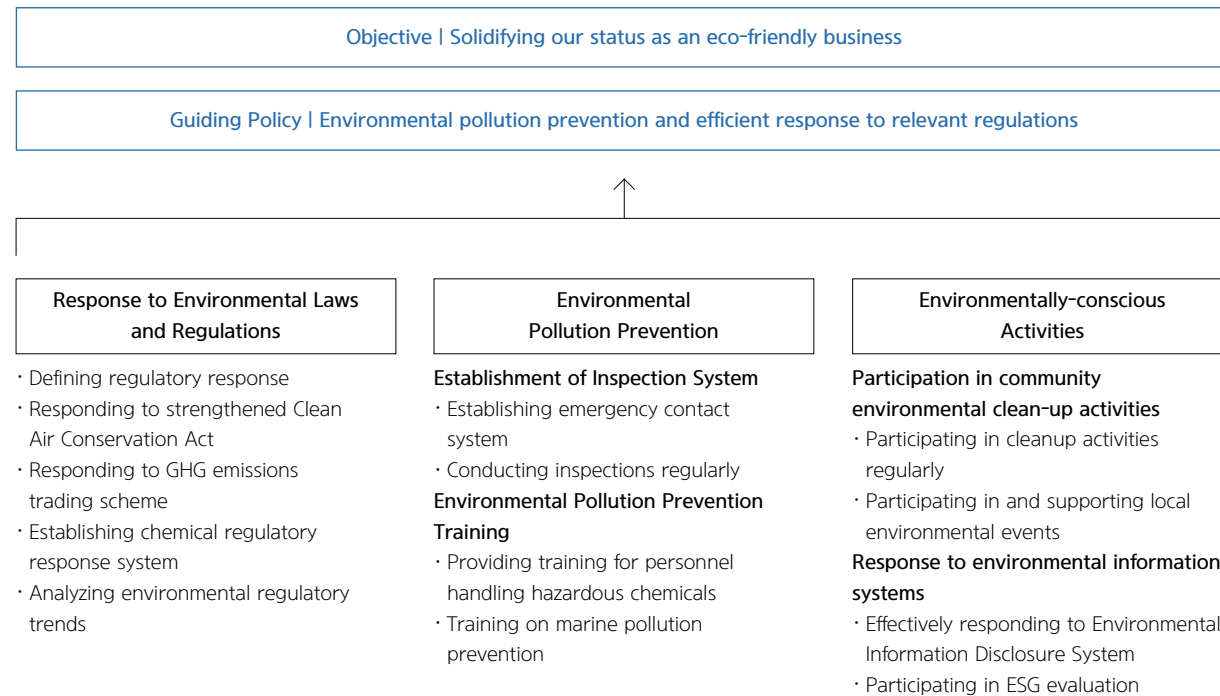 Objective | Solidifying our status as an eco-friendly business
Guiding Policy | Environmental pollution prevention and efficient response to relevant regulations
Response to Environmental Laws
and Regulations
· Defining regulatory response
· Responding to strengthened Clean
Air Conservation Act
· Responding to GHG emissions
trading scheme
· Establishing chemical regulatory
response system
· Analyzing environmental regulatory
trends
Environmental
Pollution Prevention
Establishment of Inspection System
· Establishing emergency contact
system
· Conducting inspections regularly
Environmental Pollution Prevention
Training
· Providing training for personnel
handling hazardous chemicals
· Training on marine pollution
prevention
Environmentally-conscious
Activities
Participation in community
environmental clean-up activities
· Participating in cleanup activities
regularly
· Participating in and supporting local
environmental events
Response to environmental information
systems
· Effectively responding to Environmental
Information Disclosure System
· Participating in ESG evaluation